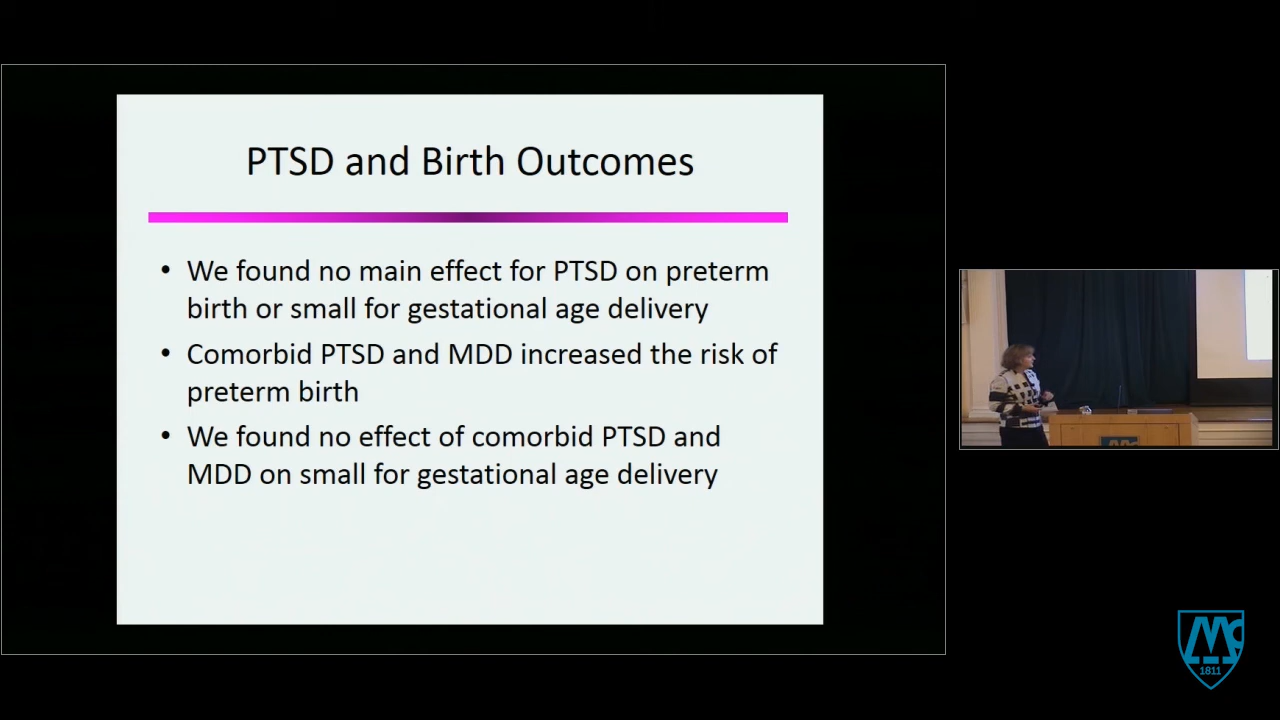 PTSD and Birth Outcomes
• We found no main effect for PTSD on preterm
birth or small for gestational age delivery
• Comorbid PTSD and MDD increased the risk of
preterm birth
• We found no effect of comorbid PTSD and
MDD on small for gestational age delivery
Mc
1811